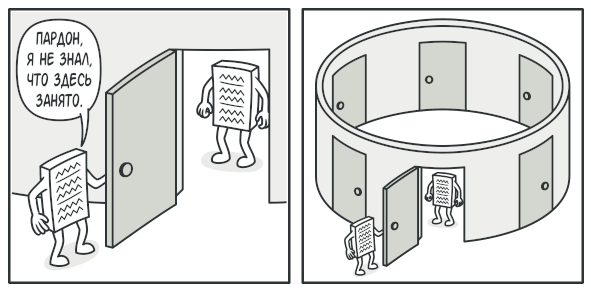 ПАРДОН,
Я НЕ ЗНАЛ,
ЧТО ЗДЕСЬ
ЗАНЯТО.